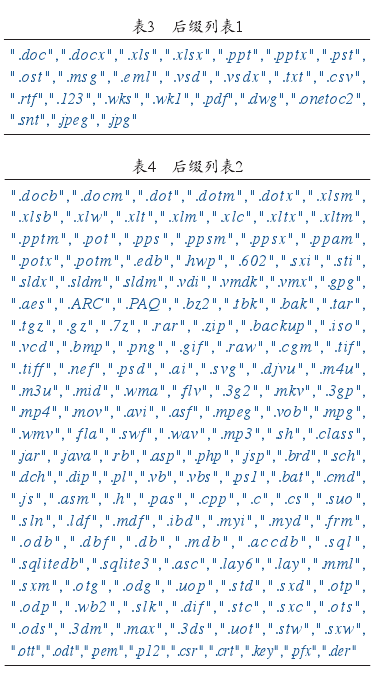 表3 后缀列表1
".doc",".docx",".xls",".xlsx",".ppt",".pptx",".pst",
".ost",".msg",".eml",".vsd",".vsdx",".txt",".csv",
".rtf",".123",".wks",".wk1",".pdf",".dwg",".onetoc2",
".snt",".jpeg",".jpg"
表4 后缀列表2
".docb",".docm",".dot",".dotm",".dotx",".xlsm",
".xlsb",".xlw",".xlt",".xlm",".xlc",".xltx",".xltm",
".pptm",".pot",".pps",".ppsm",".ppsx",".ppam",
".potx",".potm",".edb",".hwp",".602",".sxi",".sti",
".sldx",".sldm",".sldm",".vdi",".vmdk",".vmx",".gpg",
".aes",".ARC",".PAQ",".bz2",".tbk",".bak",".tar",
".tgz",".gz",".7z",".rar",".zip",".backup",".iso",
".vcd",".bmp",".png",".gif",".raw",".cgm",".tif",
".tiff",".nef",".psd",".ai",".svg",".djvu",".m4u",
".m3u",".mid",".wma",".flv",".3g2",".mkv",".3gp",
".mp4",".mov",".avi",".asf",".mpeg",".vob",".mpg",
".wmv",".fla",".swf",".wav",".mp3",".sh",".class",
".jar",".java",".rb",".asp",".php",".jsp",".brd",".sch",
".dch",".dip",".pl",".vb",".vbs",".ps1",".bat",".cmd",
".js",".asm",".h",".pas",".cpp",".c",".cs",".suo",
".sln",".ldf",".mdf",".ibd",".myi",".myd",".frm",
".odb",".dbf",".db",".mdb",".accdb",".sql",
".sqlitedb",".sqlite3",".asc",".lay6",".lay",".mml",
".sxm",".otg",".odg",".uop",".std",".sxd",".otp",
".odp",".wb2",".slk",".dif",".stc",".sxc",".ots",
".ods",".3dm",".max",".3ds",".uot",".stw",".sxw",
".ott",".odt",".pem",".p12",".csr",".crt",".key",".pfx",".der"